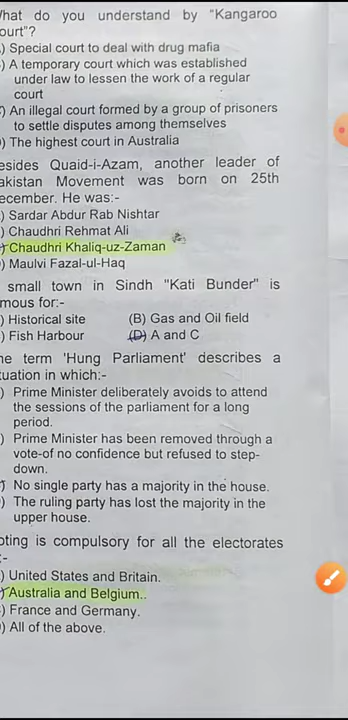 What do you understand by "Kangaroo
ourt"?
) Special court to deal with drug mafia
) A temporary court which was established
under law to lessen the work of a regular
court
) An illegal court formed by a group of prisoners
to settle disputes among themselves
) The highest court in Australia
esides Quaid-i-Azam, another leader of
akistan Movement was born on 25th
ecember. He was:-
) Sardar Abdur Rab Nishtar
) Chaudhri Rehmat Ali
) Chaudhri Khaliq-uz-Zaman
) Maulvi Fazal-ul-Haq
small town in Sindh "Kati Bunder" is
mous for:-
) Historical site (B) Gas and Oil field
) Fish Harbour (D) A and C
he term 'Hung Parliament' describes a
tuation in which:-
) Prime Minister deliberately avoids to attend
the sessions of the parliament for a long
period.
) Prime Minister has been removed through a
vote-of no confidence but refused to step-
down.
) No single party has a majority in the house.
) The ruling party has lost the majority in the
upper house.
oting is compulsory for all the electorates
:-
) United States and Britain.
) Australia and Belgium..
) France and Germany.
) All of the above.